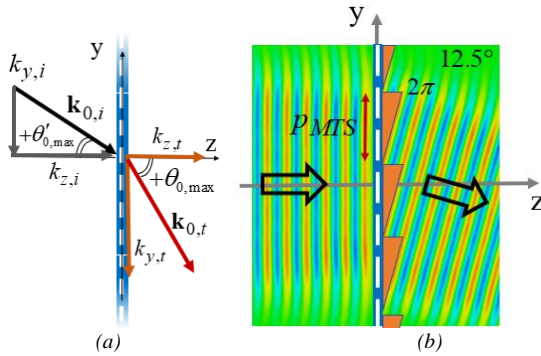 y
k_{y,i}
k_{0,i}
+θ′_{0,max}
k_{z,i}
k_{z,t}
z
+θ_{0,max}
k_{0,t}
k_{y,t}
(a)
y
12.5°
2π
p_{MTS}
z
(b)